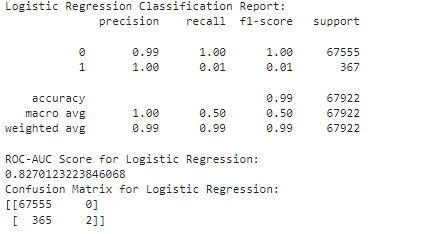 Logistic Regression Classification Report:
              precision    recall  f1-score   support

           0       0.99      1.00      1.00     67555
           1       1.00      0.01      0.01       367

    accuracy                           0.99     67922
   macro avg       1.00      0.50      0.50     67922
weighted avg       0.99      0.99      0.99     67922

ROC-AUC Score for Logistic Regression:
0.8270123223846068
Confusion Matrix for Logistic Regression:
[[67555     0]
 [  365     2]]